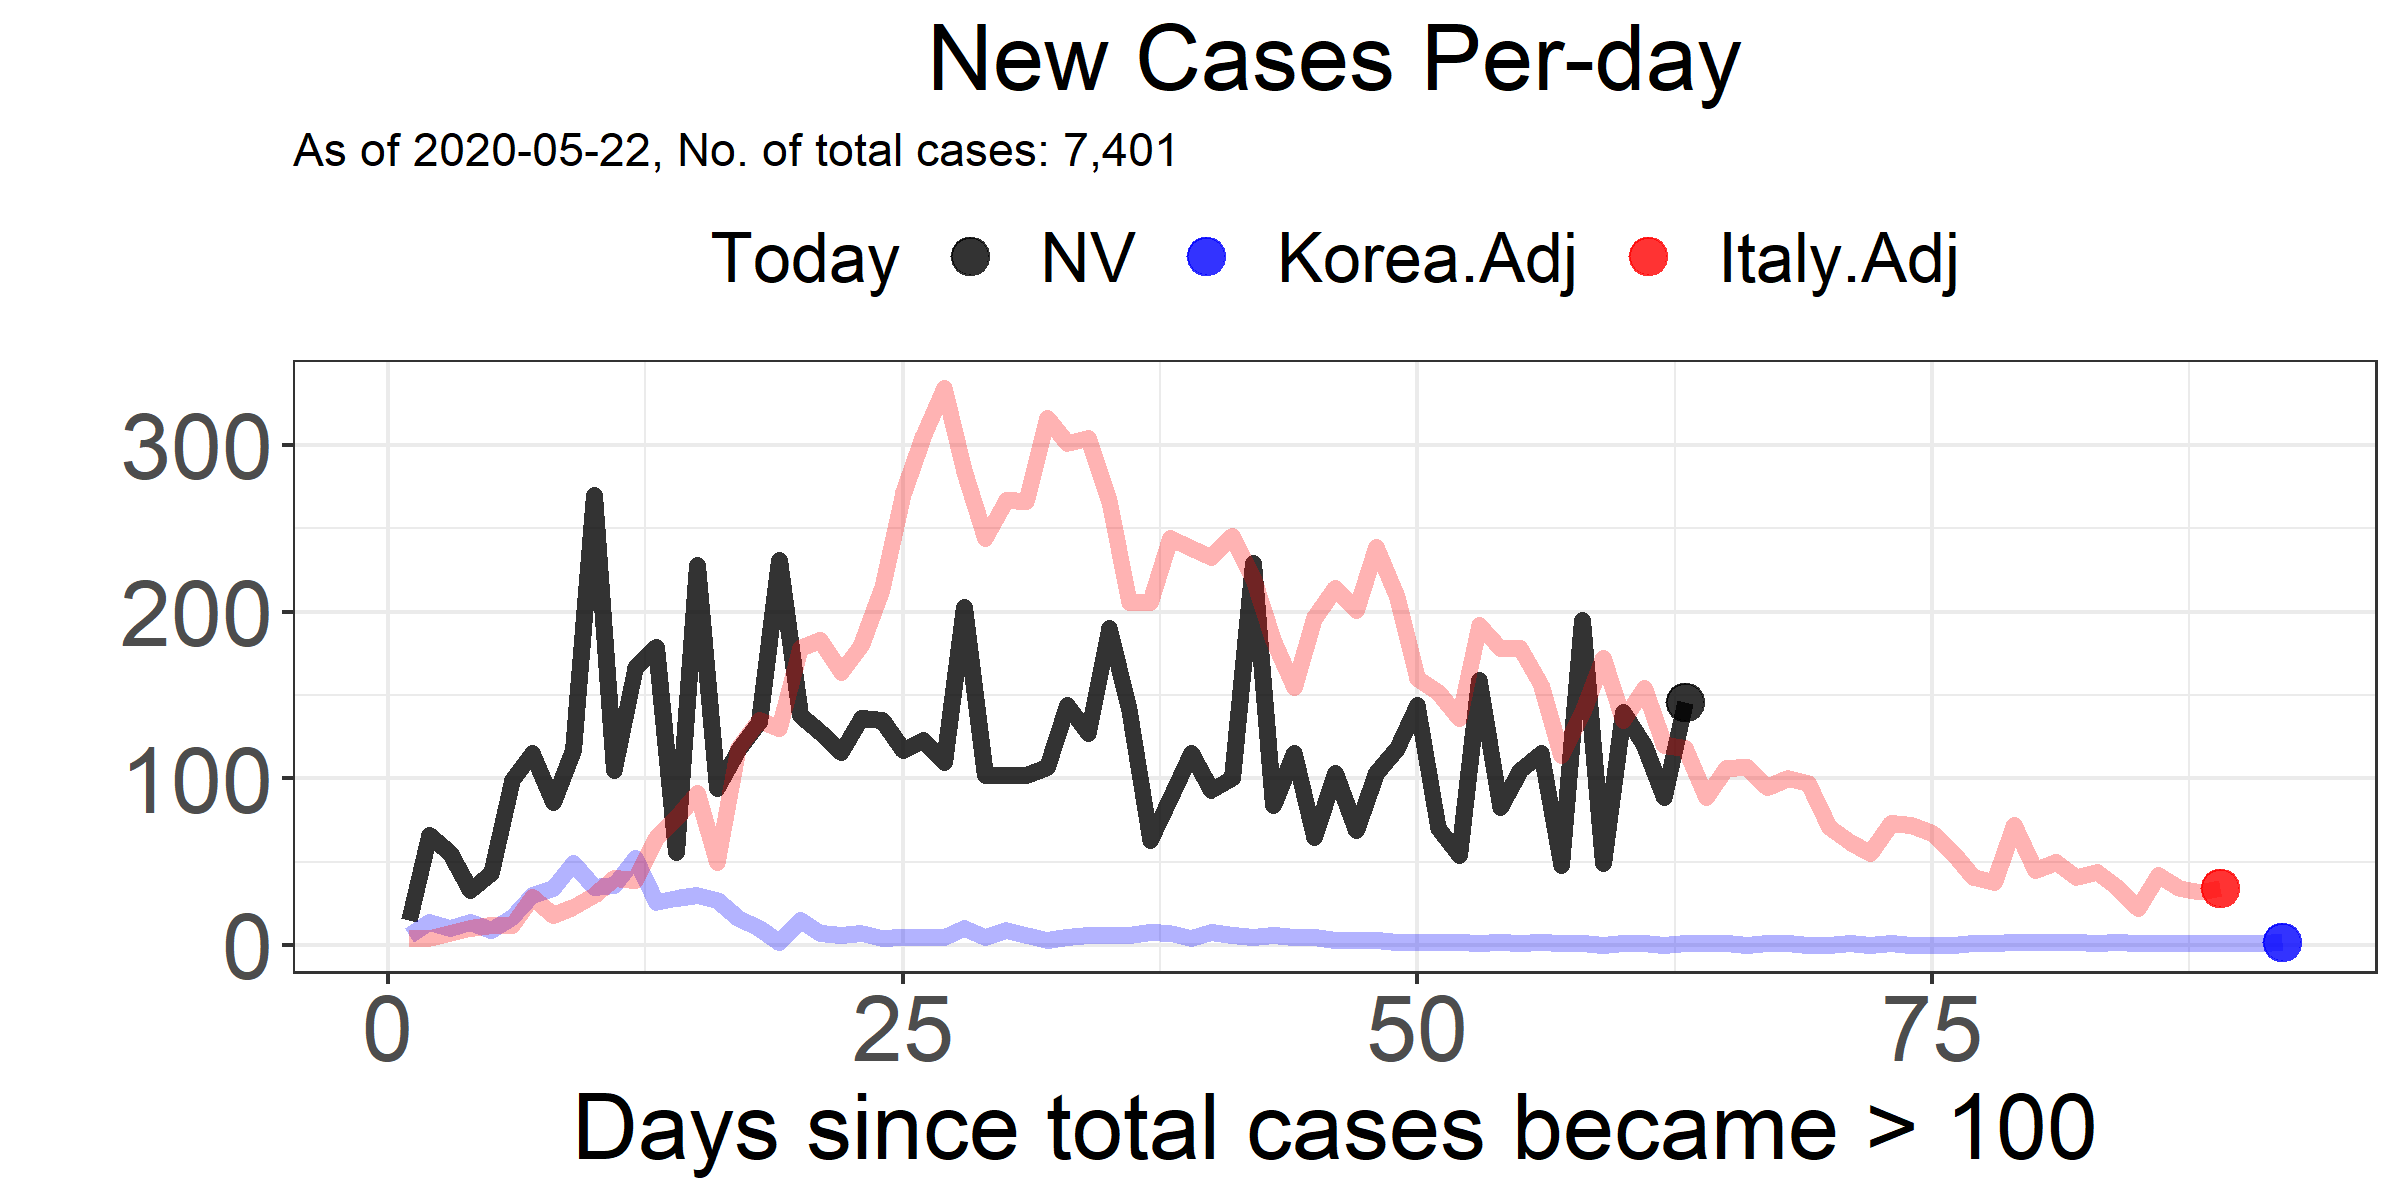 New Cases Per-day
As of 2020-05-22, No. of total cases: 7,401
Today NV Korea.Adj Italy.Adj
300
200
100
0
0 25 50 75
Days since total cases became > 100